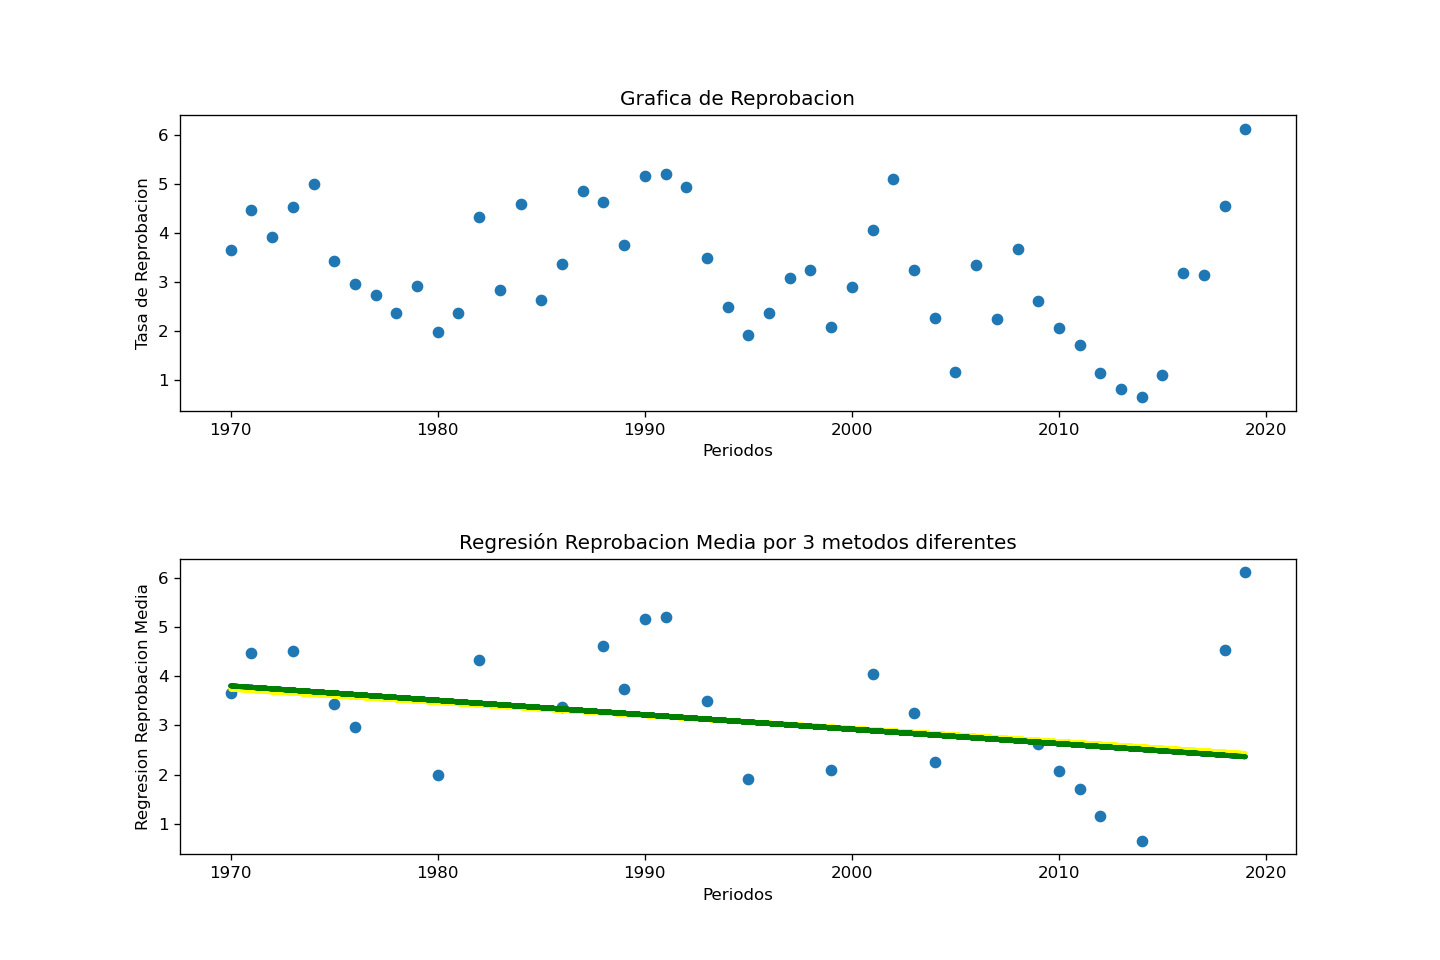 Grafica de Reprobacion
Tasa de Reprobacion
6
5
4
3
2
1
1970 1980 1990 2000 2010 2020
Periodos
Regresión Reprobacion Media por 3 metodos diferentes
Regresion Reprobacion Media
6
5
4
3
2
1
1970 1980 1990 2000 2010 2020
Periodos